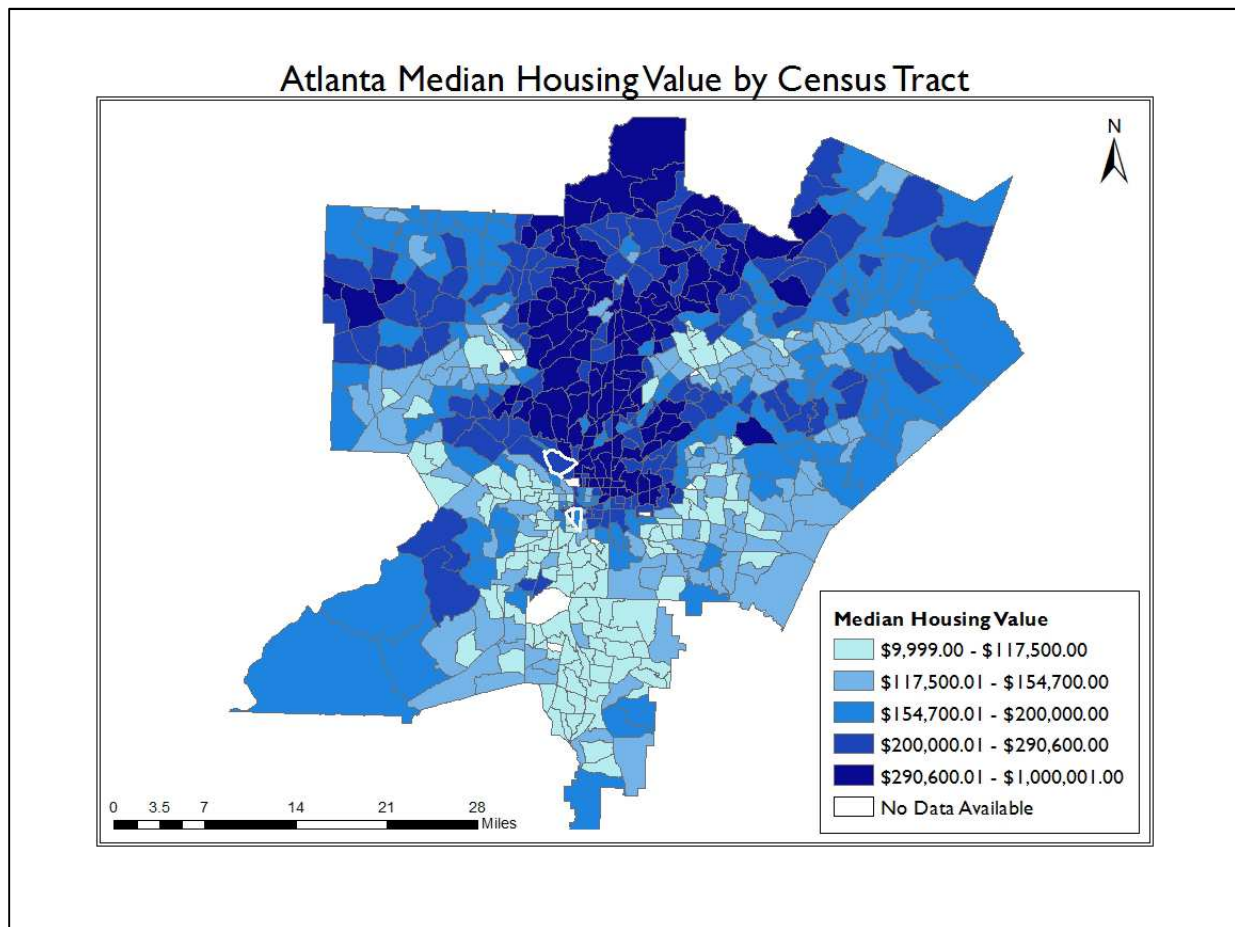 Atlanta Median Housing Value by Census Tract
N
Median Housing Value
$9,999.00 - $117,500.00
$117,500.01 - $154,700.00
$154,700.01 - $200,000.00
$200,000.01 - $290,600.00
$290,600.01 - $1,000,001.00
No Data Available
0 3.5 7 14 21 28
Miles